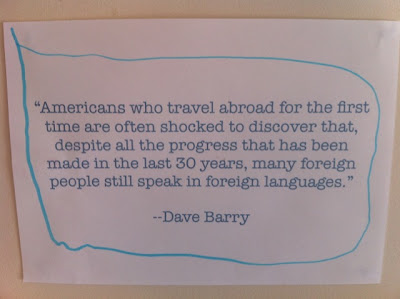 “Americans who travel abroad for the first
time are often shocked to discover that,
despite all the progress that has been
made in the last 30 years, many foreign
people still speak in foreign languages.”
--Dave Barry